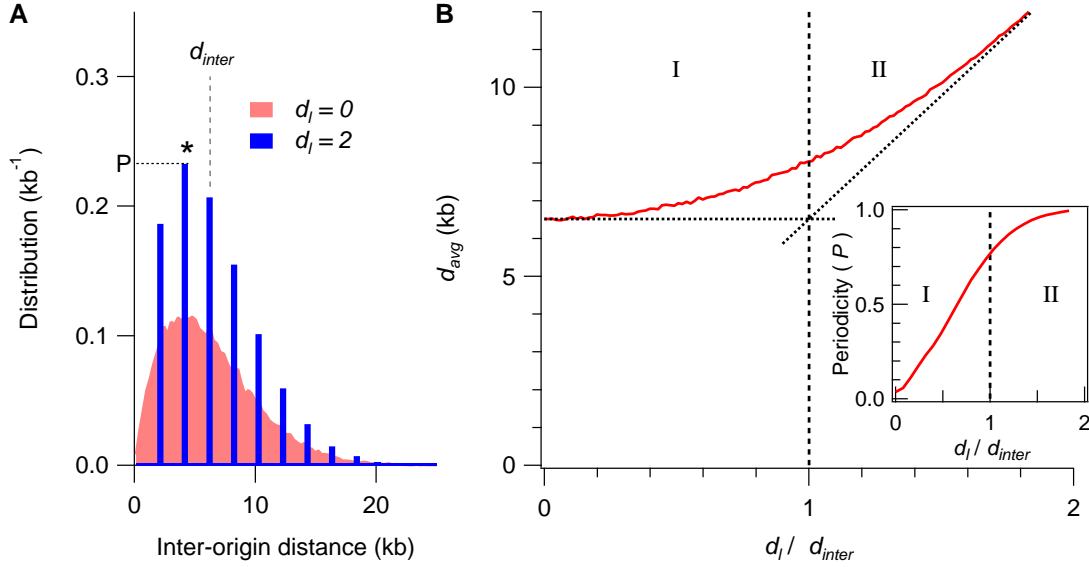 A
d_inter
0.3
0.2
0.1
0.0
P
*
d_l = 0
d_l = 2
Distribution (kb⁻¹)
0
10
20
Inter-origin distance (kb)
B
I
II
10
5
0
d_avg (kb)
0
1
2
d_l / d_inter
1.0
0.5
0.0
Periodicity ( P )
I
II
0
1
2
d_l / d_inter